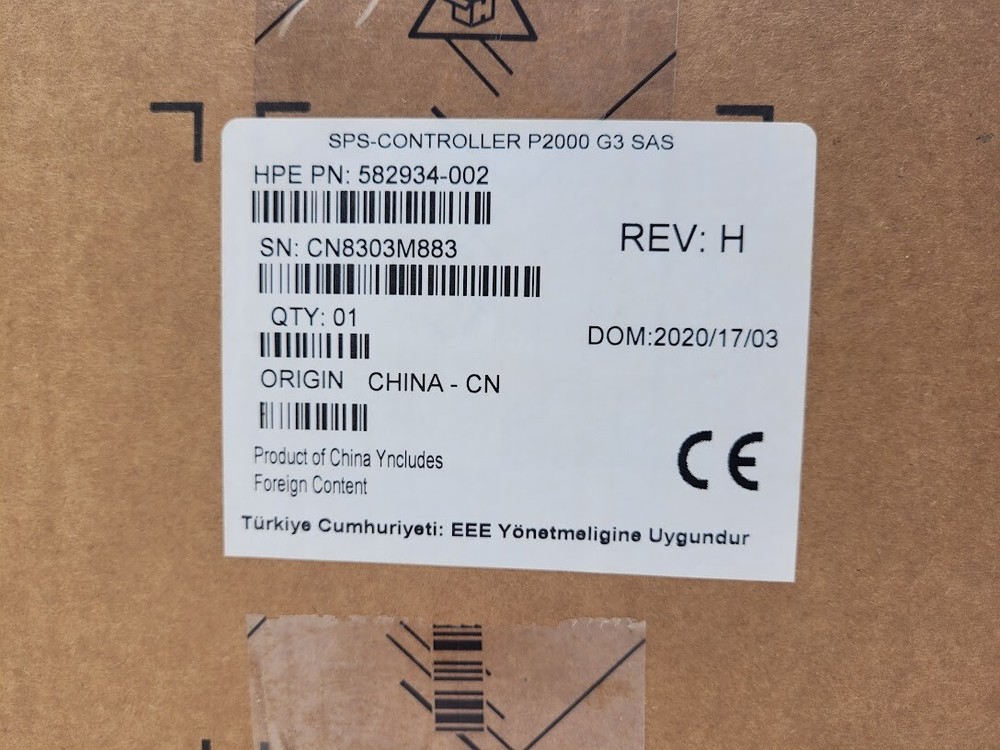 SPS-CONTROLLER P2000 G3 SAS
HPE PN: 582934-002
SN: CN8303M883
REV: H
QTY: 01
DOM:2020/17/03
ORIGIN CHINA - CN
Product of China Yncludes
Foreign Content
CE
Türkiye Cumhuriyeti: EEE Yönetmeligine Uygundur